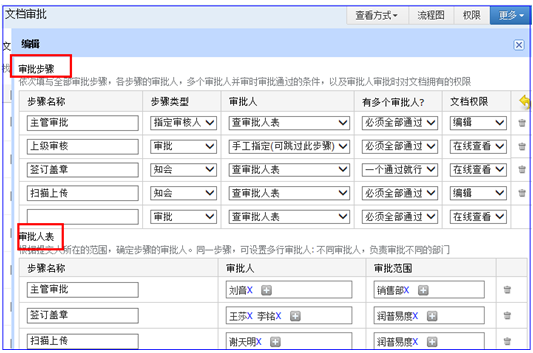 文档审批
查看方式 流程图 权限 更多
文 编辑
审批步骤
依次填写全部审批步骤，各步骤的审批人，多个审批人并审时审批通过的条件，以及审批人审批时对文档拥有的权限
步骤名称 步骤类型 审批人 有多个审批人? 文档权限
主管审批 指定审核人 查审批人表 必须全部通过 编辑
上级审核 审批 手工指定(可跳过此步骤) 必须全部通过 在线查看
签订盖章 知会 查审批人表 一个通过就行 在线查看
扫描上传 知会 查审批人表 必须全部通过 编辑
审批 查审批人表 必须全部通过 在线查看
审批人表
根据提交人所在的范围，确定步骤的审批人。同一步骤，可设置多行审批人: 不同审批人，负责审批不同的部门
步骤名称 审批人 审批范围
主管审批 刘音X 销售部X
签订盖章 王莎X 李铭X 润普易度X
扫描上传 谢天明X 润普易度X